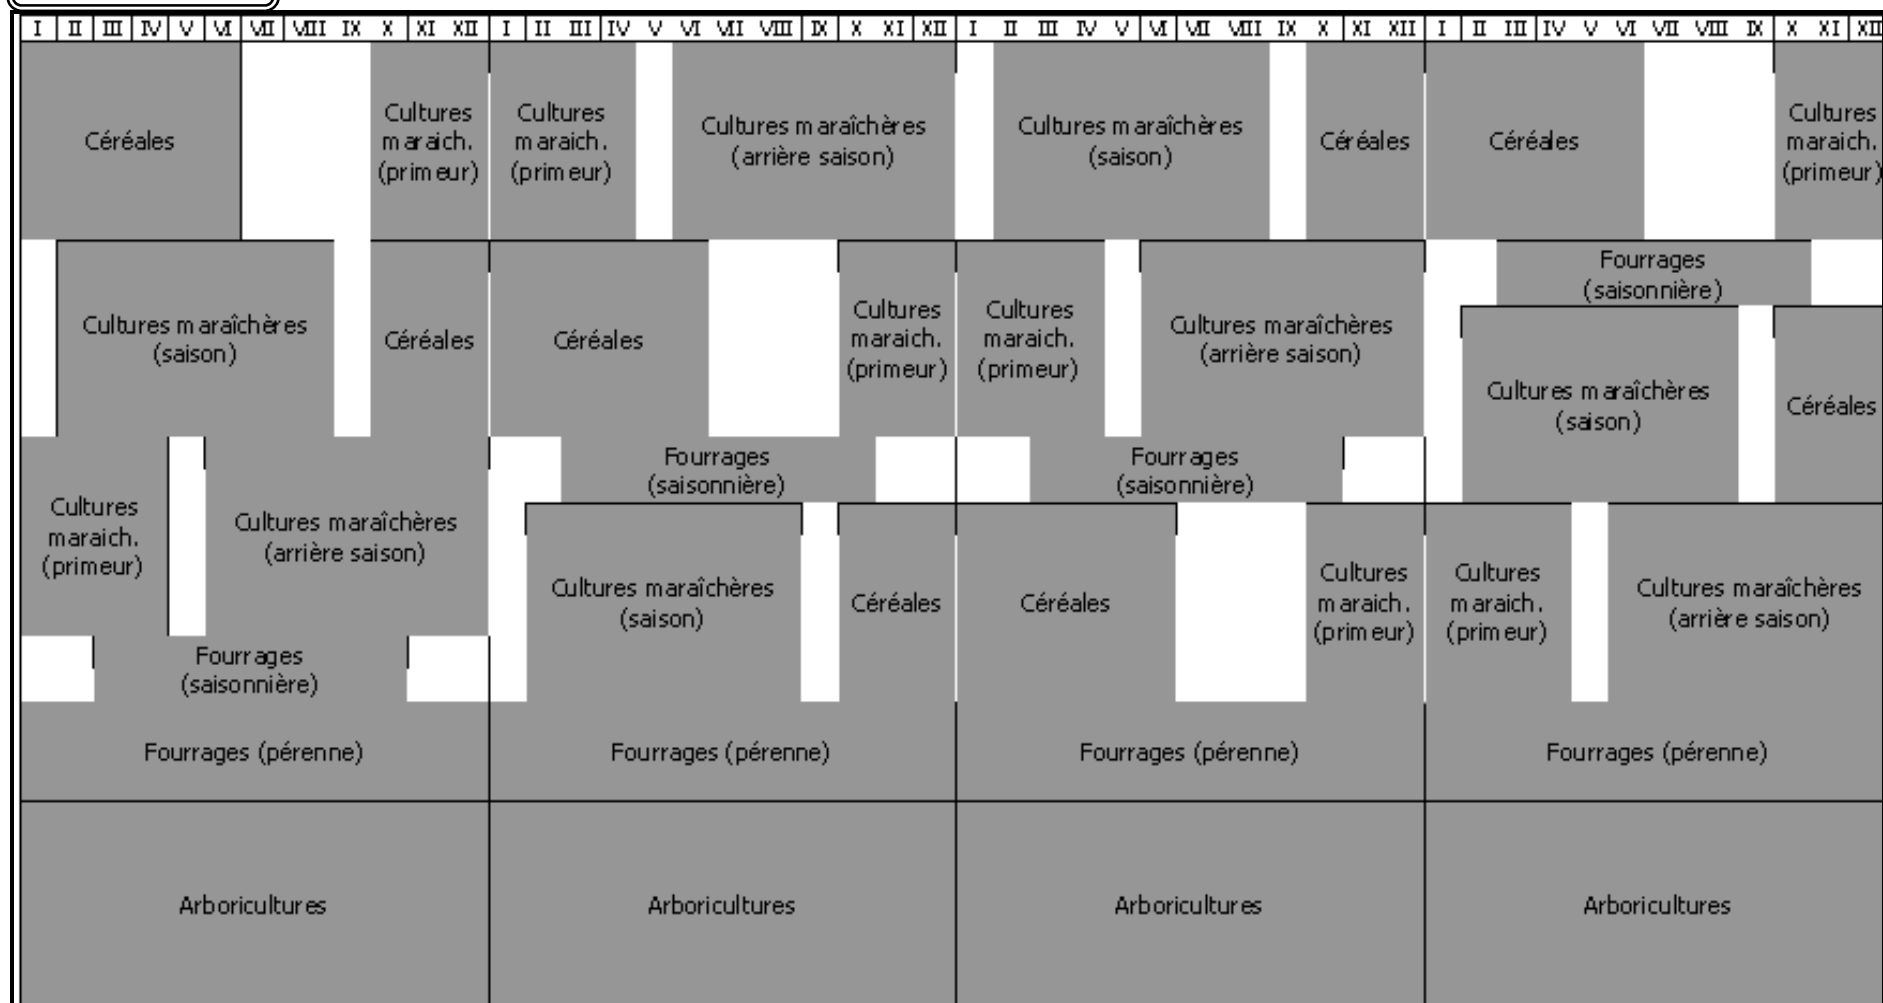 I II III IV V VI VII VIII IX X XI XII I II III IV V VI VII VIII IX X XI XII I II III IV V VI VII VIII IX X XI XII I II III IV V VI VII VIII IX X XI XII
Céréales
Cultures
maraich.
(primeur)
Cultures
maraich.
(primeur)
Cultures maraîchères
(arrière saison)
Cultures maraîchères
(saison)
Céréales
Céréales
Cultures
maraich.
(primeur)
Cultures maraîchères
(saison)
Céréales
Céréales
Cultures
maraich.
(primeur)
Cultures
maraich.
(primeur)
Cultures maraîchères
(arrière saison)
Fourrages
(saisonnière)
Cultures maraîchères
(saison)
Céréales
Cultures
maraich.
(primeur)
Cultures maraîchères
(arrière saison)
Fourrages
(saisonnière)
Fourrages
(saisonnière)
Cultures maraîchères
(saison)
Céréales
Céréales
Cultures
maraich.
(primeur)
Cultures
maraich.
(primeur)
Cultures maraîchères
(arrière saison)
Fourrages
(saisonnière)
Fourrages (pérenne)
Fourrages (pérenne)
Fourrages (pérenne)
Fourrages (pérenne)
Arboricultures
Arboricultures
Arboricultures
Arboricultures